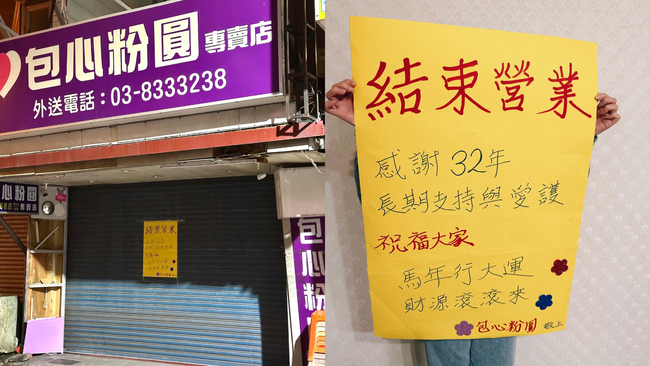 包心粉圓專賣店
外送電話：03-8333238
心粉圓
專賣店
結束營業
包心粉
結束營業
感謝32年
長期支持與愛護
祝福大家
馬年行大運
財源滾滾來
包心粉圓 敬上